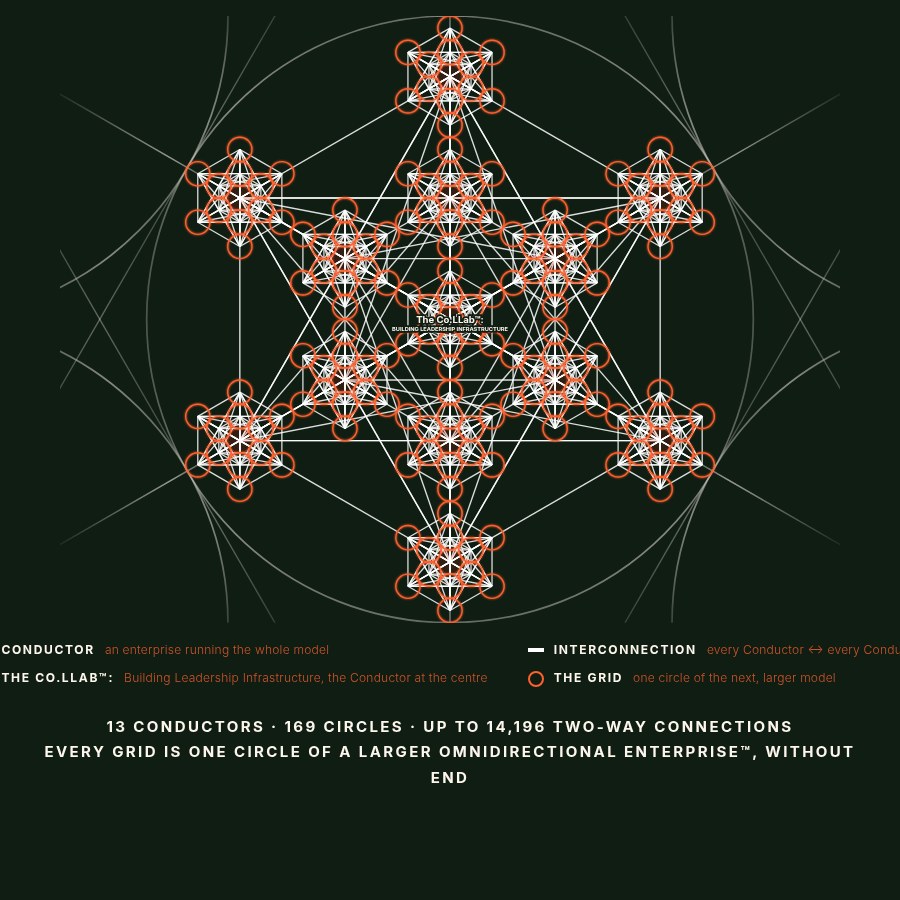 The Co.LLab™:
BUILDING LEADERSHIP INFRASTRUCTURE
CONDUCTOR an enterprise running the whole model
INTERCONNECTION every Conductor ↔ every
THE CO.LLAB™: Building Leadership Infrastructure, the Conductor at the centre
THE GRID one circle of the next, larger model
13 CONDUCTORS · 169 CIRCLES · UP TO 14,196 TWO-WAY CONNECTIONS
EVERY GRID IS ONE CIRCLE OF A LARGER OMNIDIRECTIONAL ENTERPRISE™, WITHOUT
END